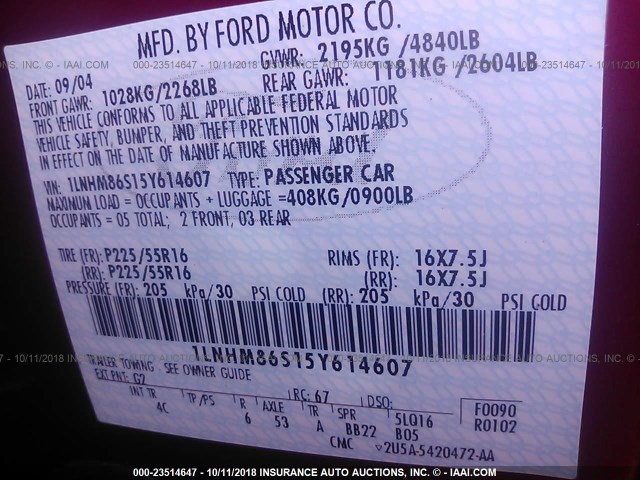 MFD. BY FORD MOTOR CO.
DATE: 09/04 GVWR: 2195KG /4840LB
FRONT GAWR: 1028KG/2268LB REAR GAWR: 1181KG /2604LB
THIS VEHICLE CONFORMS TO ALL APPLICABLE FEDERAL MOTOR
VEHICLE SAFETY, BUMPER, AND THEFT PREVENTION STANDARDS
IN EFFECT ON THE DATE OF MANUFACTURE SHOWN ABOVE.
VIN: 1LNHM86S15Y614607 TYPE: PASSENGER CAR
MAXIMUM LOAD = OCCUPANTS + LUGGAGE =408KG/0900LB
OCCUPANTS = 05 TOTAL; 2 FRONT, 03 REAR
TIRE (FR): P225/55R16 RIMS (FR): 16X7.5J
(RR): P225/55R16 (RR): 16X7.5J
PRESSURE (FR): 205 kPa/30 PSI COLD (RR): 205 kPa/30 PSI COLD
1LNHM86S15Y614607
TRAILER TOWING - SEE OWNER GUIDE
EXT PNT: G2 RC: 67 DSO: F0090
INT TR TP/PS R AXLE TR SPR 5LQ16 R0102
4C 6 53 A BB22 B05
CMC 2U5A-5420472-AA
000-23514647 - 10/11/2018 INSURANCE AUTO AUCTIONS, INC. - IAAI.COM